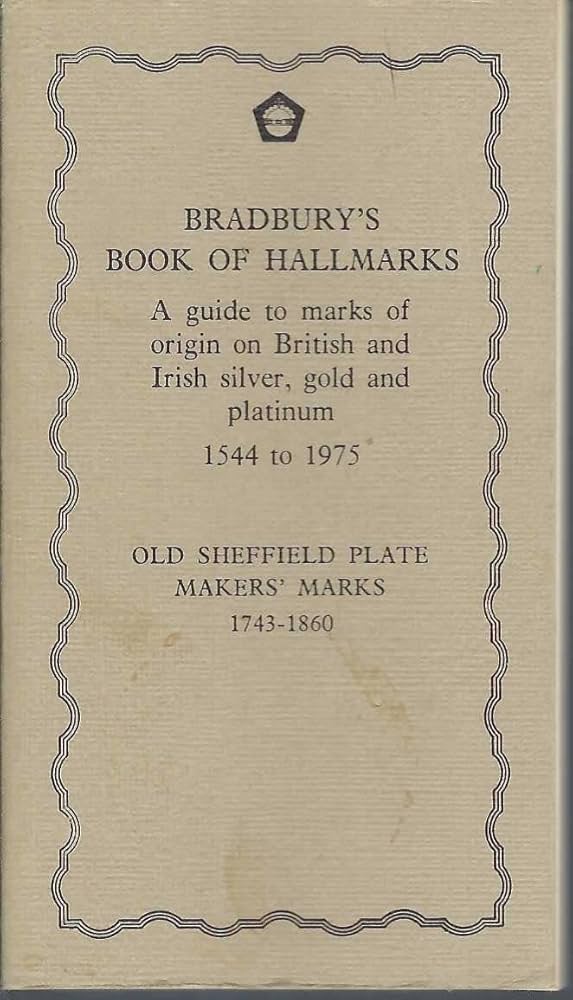 BRADBURY'S
BOOK OF HALLMARKS
A guide to marks of
origin on British and
Irish silver, gold and
platinum
1544 to 1975
OLD SHEFFIELD PLATE
MAKERS' MARKS
1743-1860